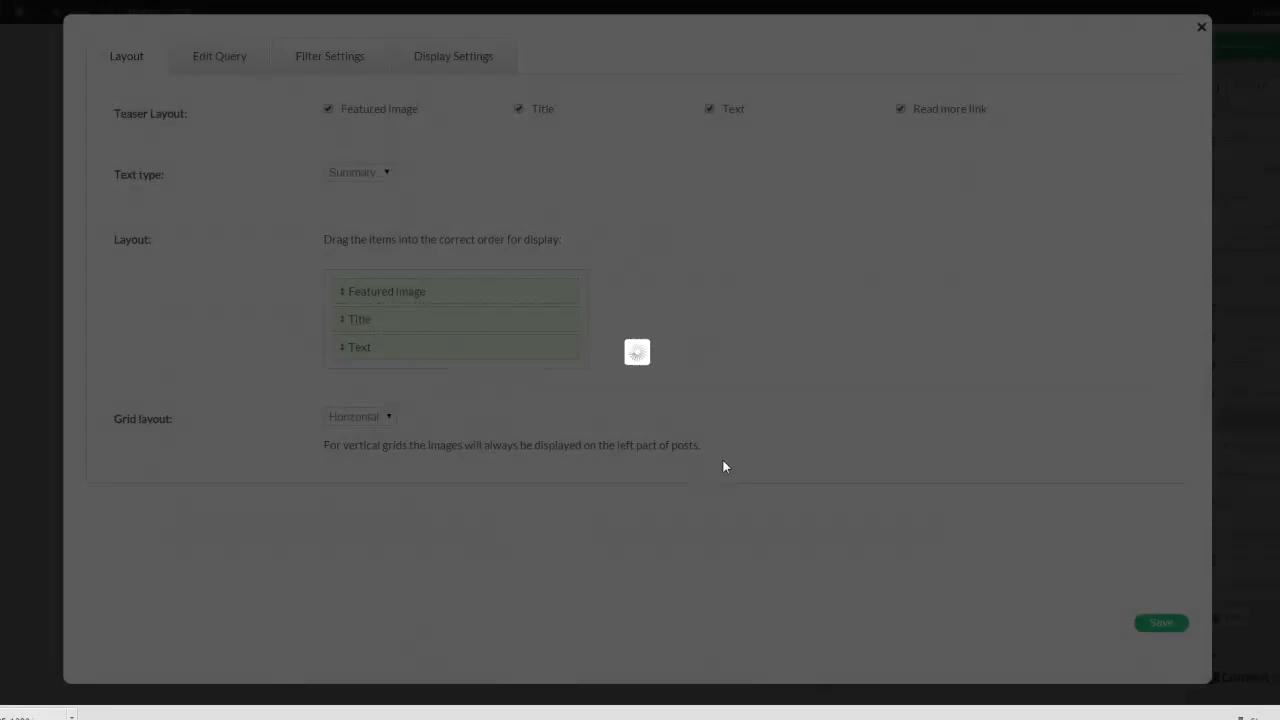 Layout
Edit Query
Filter Settings
Display Settings
Teaser Layout:
Featured Image
Title
Text
Read more link
Text type:
Summary
Layout:
Drag the items into the correct order for display:
Featured Image
Title
Text
Grid layout:
Horizontal
For vertical grids the images will always be displayed on the left part of posts.
Save